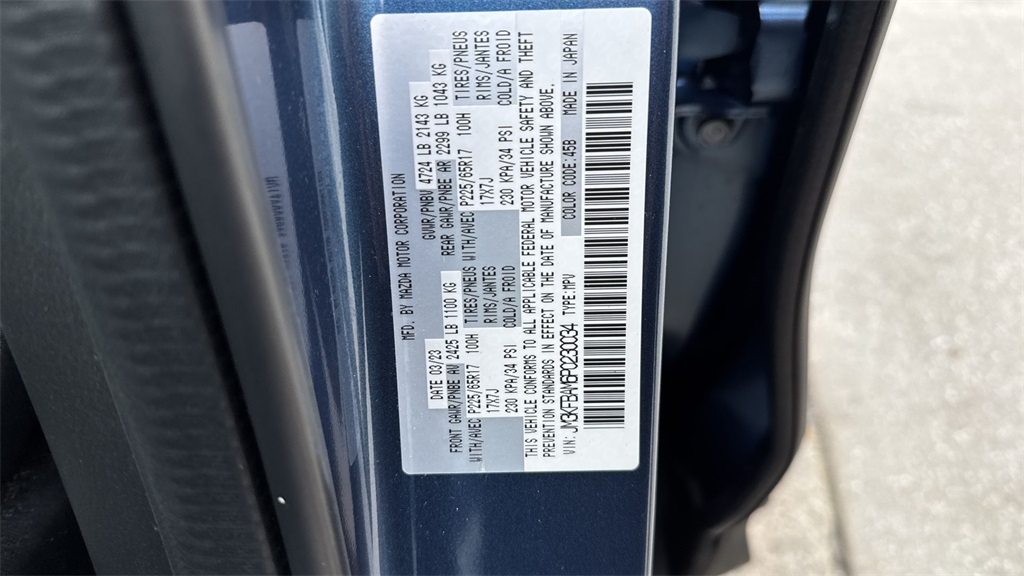 MFD. BY MAZDA MOTOR CORPORATION
DATE 03/23 GVWR/PNBV 4724 LB 2143 KG
FRONT GAWR/PNBE AV 2425 LB 1100 KG REAR GAWR/PNBE AR 2299 LB 1043 KG
WITH/AVEC P225/65R17 100H TIRES/PNEUS WITH/AVEC P225/65R17 100H TIRES/PNEUS
17X7J RIMS/JANTES 17X7J RIMS/JANTES
230 KPA/34 PSI COLD/A FROID 230 KPA/34 PSI COLD/A FROID
THIS VEHICLE CONFORMS TO ALL APPLICABLE FEDERAL MOTOR VEHICLE SAFETY AND THEFT
PREVENTION STANDARDS IN EFFECT ON THE DATE OF MANUFACTURE SHOWN ABOVE.
VIN: JM3KFBAM6P0230034 TYPE:MPV COLOR CODE:45B MADE IN JAPAN